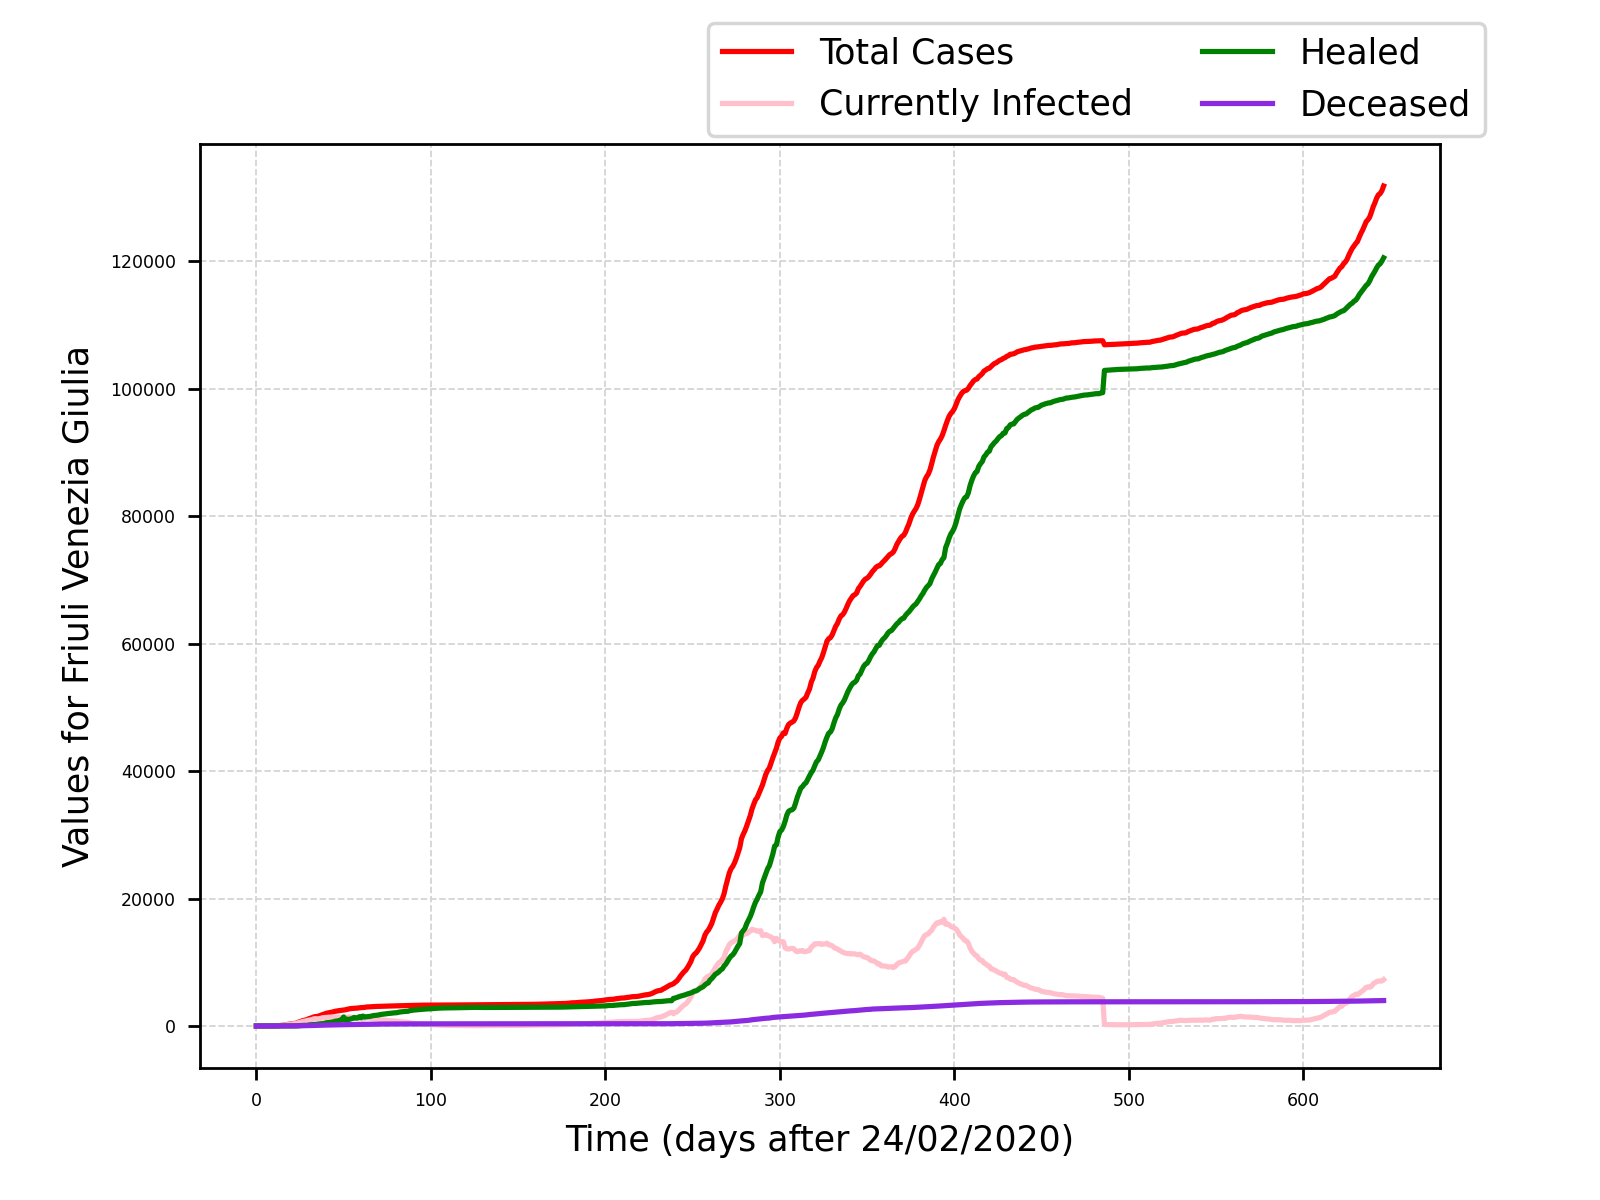 Total Cases
Currently Infected
Healed
Deceased
Values for Friuli Venezia Giulia
120000
100000
80000
60000
40000
20000
0
0 100 200 300 400 500 600
Time (days after 24/02/2020)